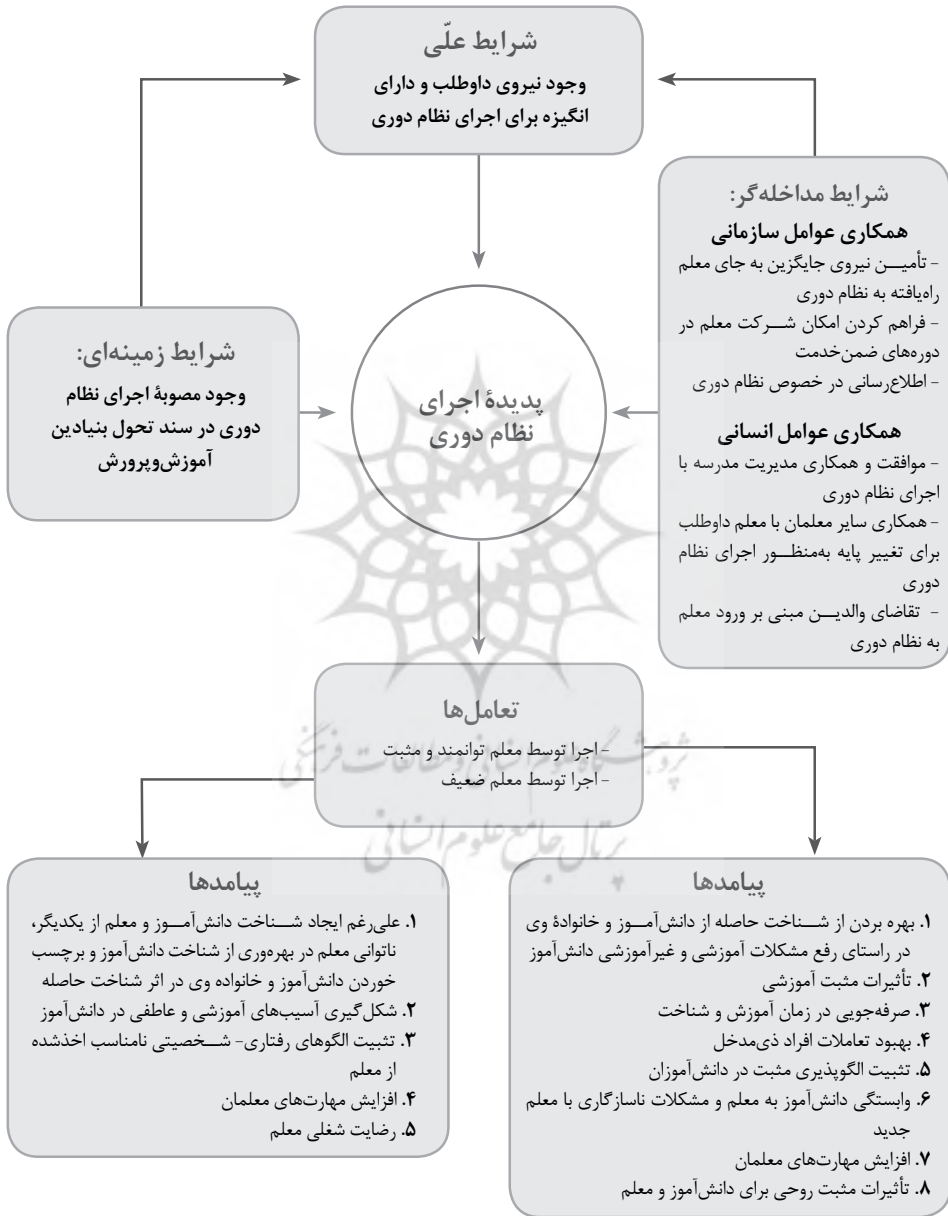 شرایط علّی
وجود نیروی داوطلب و دارای
انگیزه برای اجرای نظام دوری
شرایط مداخله‌گر:
همکاری عوامل سازمانی
- تأمین نیروی جایگزین به جای معلم
راه‌یافته به نظام دوری
- فراهم کردن امکان شرکت معلم در
دوره‌های ضمن‌خدمت
- اطلاع‌رسانی در خصوص نظام دوری
همکاری عوامل انسانی
- موافقت و همکاری مدیریت مدرسه با
اجرای نظام دوری
- همکاری سایر معلمان با معلم داوطلب
برای تغییر پایه به‌منظور اجرای نظام
دوری
- تقاضای والدین مبنی بر ورود معلم
به نظام دوری
پدیدهٔ اجرای
نظام دوری
شرایط زمینه‌ای:
وجود مصوبهٔ اجرای نظام
دوری در سند تحول بنیادین
آموزش‌وپرورش
تعامل‌ها
- اجرا توسط معلم توانمند و مثبت
- اجرا توسط معلم ضعیف
پژوهشگاه علوم انسانی و مطالعات فرهنگی
پرتال جامع علوم انسانی
پیامدها
۱. بهره بردن از شناخت حاصله از دانش‌آموز و خانوادهٔ وی
در راستای رفع مشکلات آموزشی و غیرآموزشی دانش‌آموز
۲. تأثیرات مثبت آموزشی
۳. صرفه‌جویی در زمان آموزش و شناخت
۴. بهبود تعاملات افراد ذی‌مدخل
۵. تثبیت الگوپذیری مثبت در دانش‌آموزان
۶. وابستگی دانش‌آموز به معلم و مشکلات ناسازگاری با معلم
جدید
۷. افزایش مهارت‌های معلمان
۸. تأثیرات مثبت روحی برای دانش‌آموز و معلم
پیامدها
۱. علی‌رغم ایجاد شناخت دانش‌آموز و معلم از یکدیگر،
ناتوانی معلم در بهره‌وری از شناخت دانش‌آموز و برچسب
خوردن دانش‌آموز و خانواده وی در اثر شناخت حاصله
۲. شکل‌گیری آسیب‌های آموزشی و عاطفی در دانش‌آموز
۳. تثبیت الگوهای رفتاری- شخصیتی نامناسب اخذشده
از معلم
۴. افزایش مهارت‌های معلمان
۵. رضایت شغلی معلم